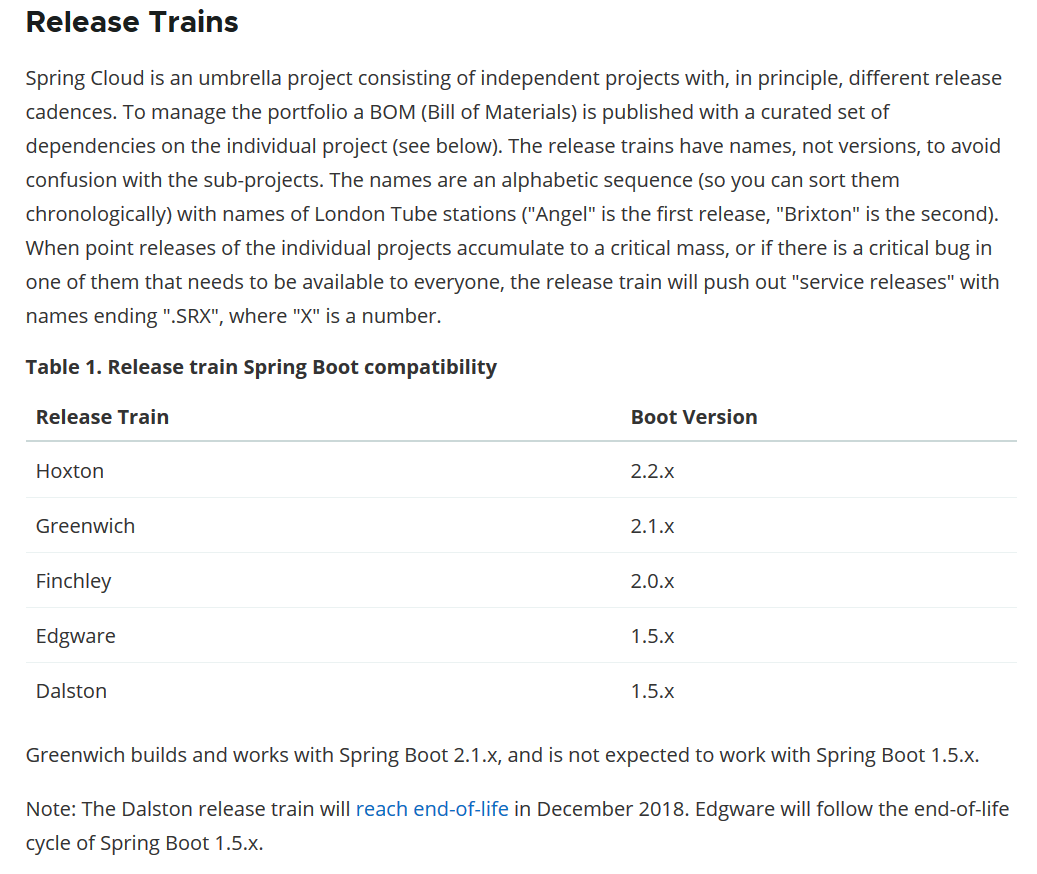 Release Trains
Spring Cloud is an umbrella project consisting of independent projects with, in principle, different release
cadences. To manage the portfolio a BOM (Bill of Materials) is published with a curated set of
dependencies on the individual project (see below). The release trains have names, not versions, to avoid
confusion with the sub-projects. The names are an alphabetic sequence (so you can sort them
chronologically) with names of London Tube stations ("Angel" is the first release, "Brixton" is the second).
When point releases of the individual projects accumulate to a critical mass, or if there is a critical bug in
one of them that needs to be available to everyone, the release train will push out "service releases" with
names ending ".SRX", where "X" is a number.
Table 1. Release train Spring Boot compatibility
Release Train Boot Version
Hoxton 2.2.x
Greenwich 2.1.x
Finchley 2.0.x
Edgware 1.5.x
Dalston 1.5.x
Greenwich builds and works with Spring Boot 2.1.x, and is not expected to work with Spring Boot 1.5.x.
Note: The Dalston release train will reach end-of-life in December 2018. Edgware will follow the end-of-life
cycle of Spring Boot 1.5.x.